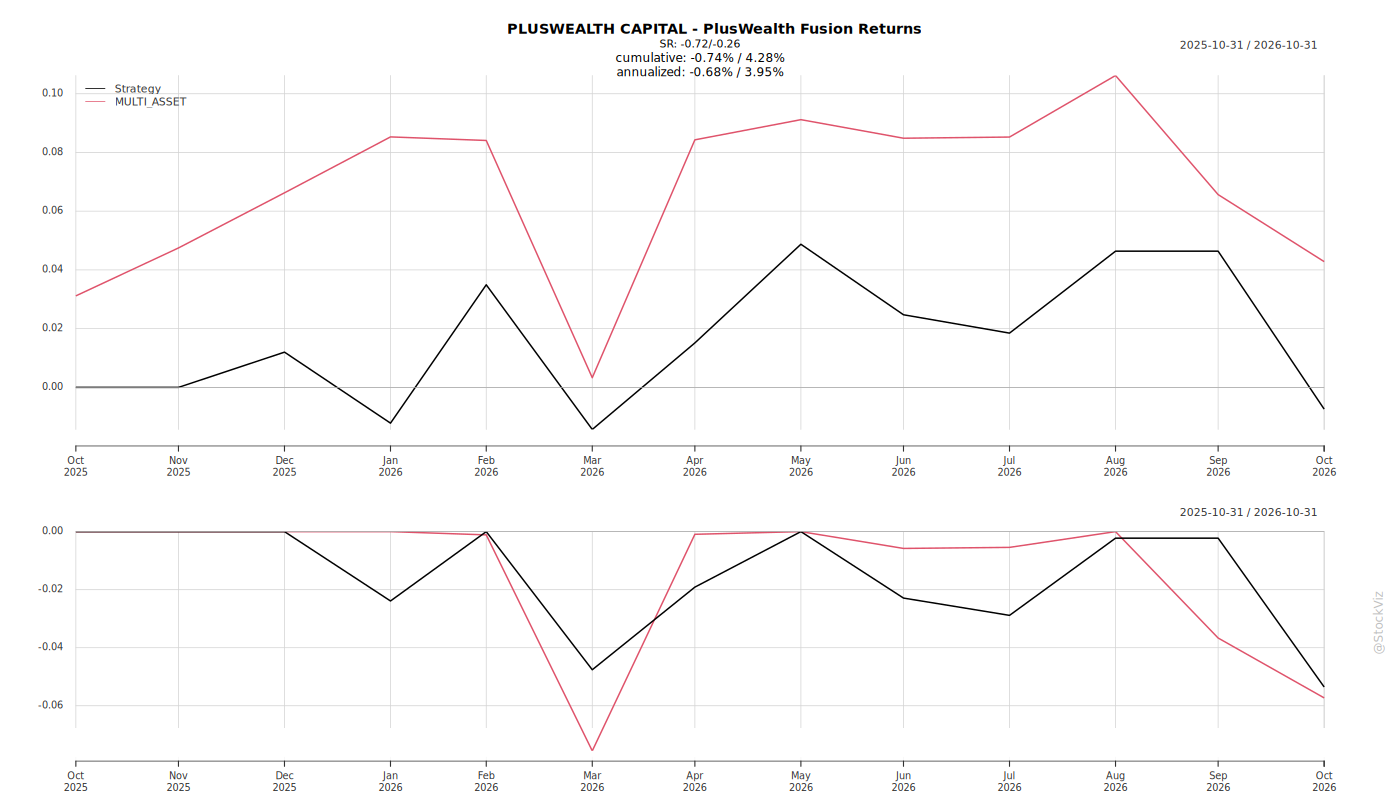 PLUSWEALTH CAPITAL - PlusWealth Fusion Returns
SR: -0.72/-0.26
cumulative: -0.74% / 4.28%
annualized: -0.68% / 3.95%
2025-10-31 / 2026-10-31
Strategy
MULTI_ASSET
0.10
0.08
0.06
0.04
0.02
0.00
Oct Nov Dec Jan Feb Mar Apr May Jun Jul Aug Sep Oct
2025 2025 2025 2026 2026 2026 2026 2026 2026 2026 2026 2026 2026
2025-10-31 / 2026-10-31
0.00
-0.02
-0.04
-0.06
Oct Nov Dec Jan Feb Mar Apr May Jun Jul Aug Sep Oct
2025 2025 2025 2026 2026 2026 2026 2026 2026 2026 2026 2026 2026
@StockViz